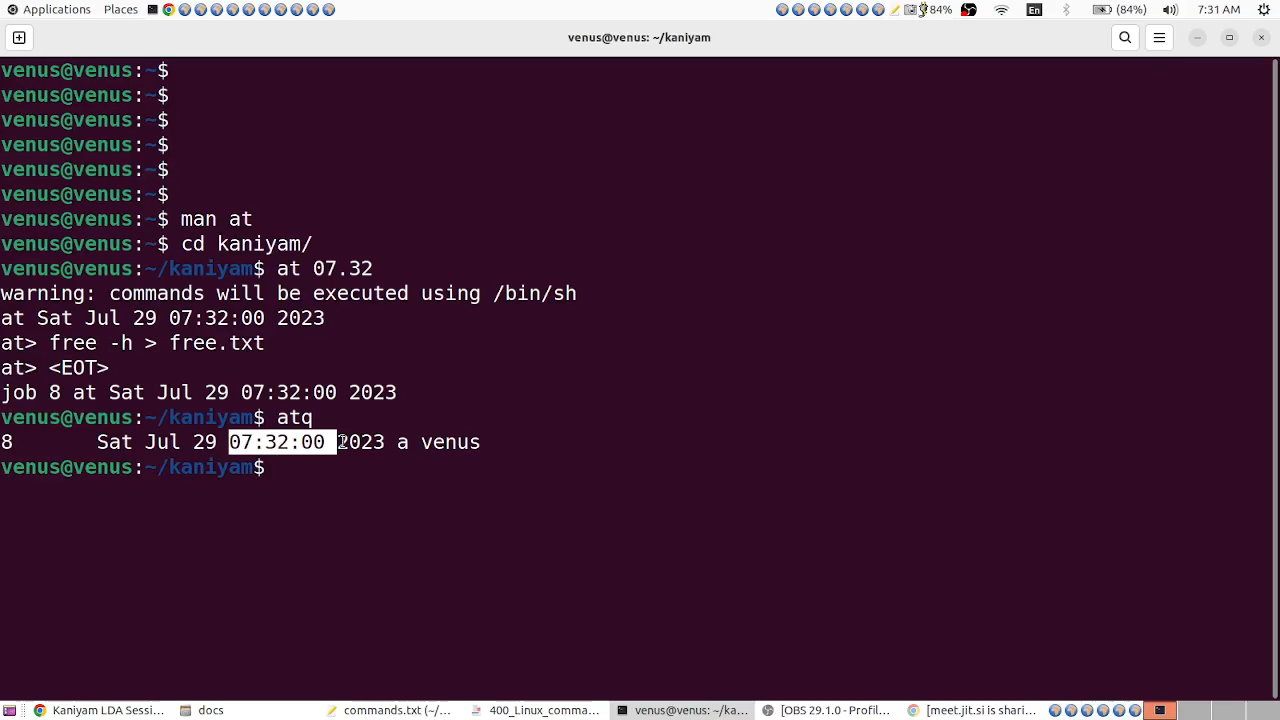 Applications Places 84% En (84%) 7:31 AM
venus@venus: ~/kaniyam
venus@venus:~$
venus@venus:~$
venus@venus:~$
venus@venus:~$
venus@venus:~$
venus@venus:~$
venus@venus:~$ man at
venus@venus:~$ cd kaniyam/
venus@venus:~/kaniyam$ at 07.32
warning: commands will be executed using /bin/sh
at Sat Jul 29 07:32:00 2023
at> free -h > free.txt
at> <EOT>
job 8 at Sat Jul 29 07:32:00 2023
venus@venus:~/kaniyam$ atq
8 Sat Jul 29 07:32:00 2023 a venus
venus@venus:~/kaniyam$
Kaniyam LDA Sessi... docs commands.txt (~/... 400_Linux_comma... venus@venus: ~/ka... [OBS 29.1.0 - Profil... [meet.jit.si is shari...